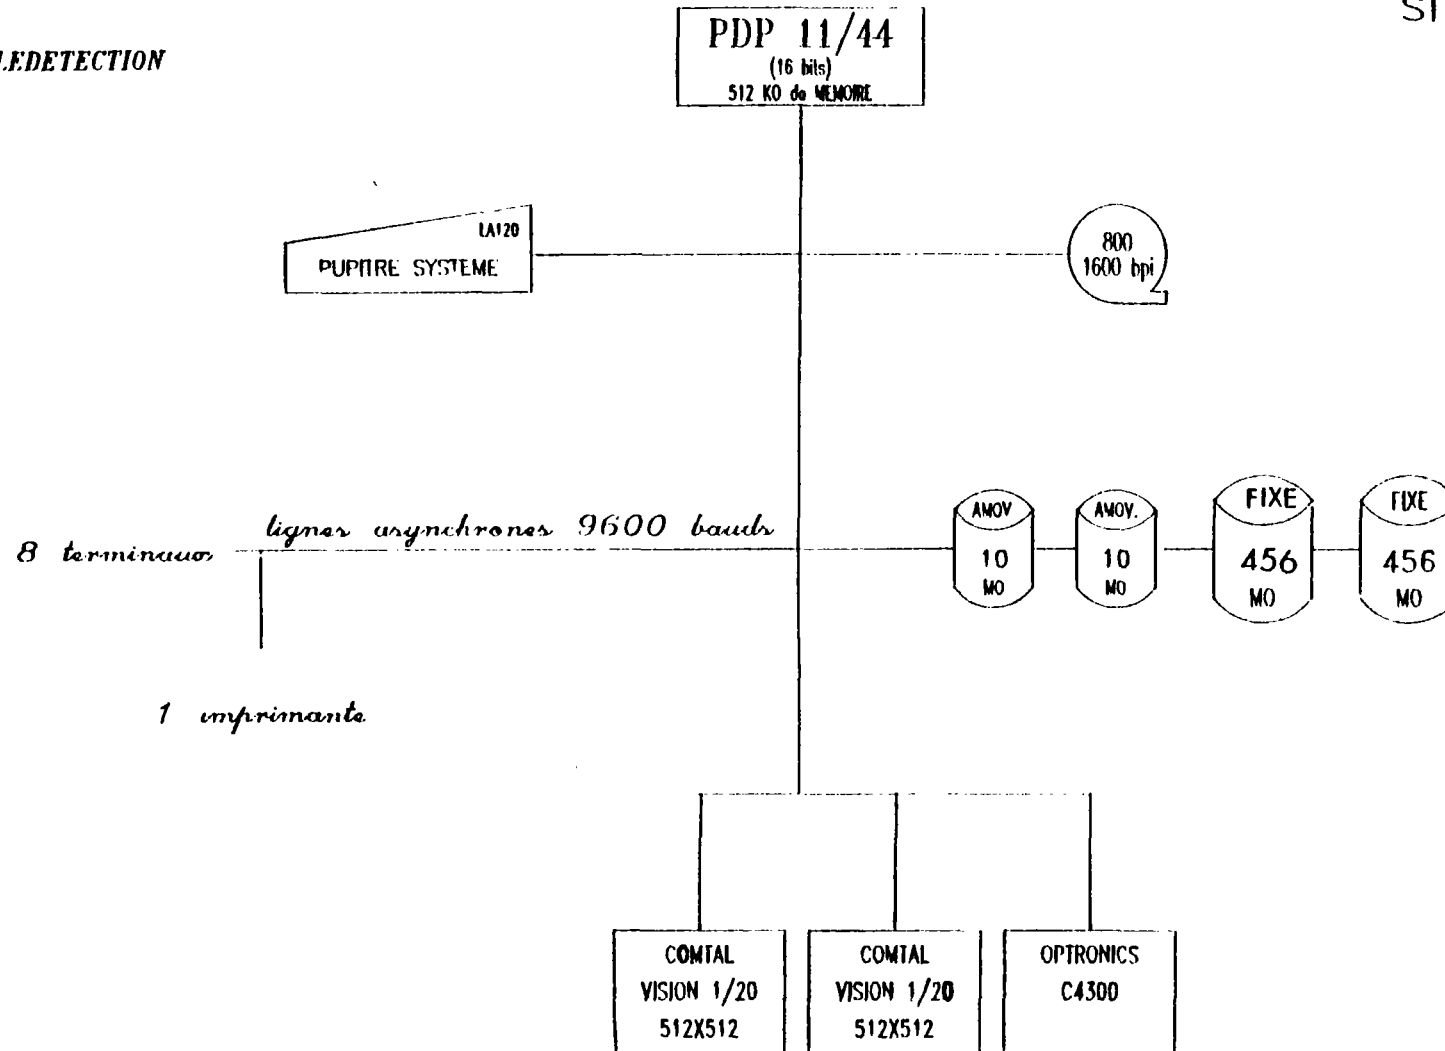 PDP 11/44
(16 bits)
512 KO de MEMOIRE
LEDETECTION
LA120
PUPITRE SYSTEME
800
1600 bpi
lignes asynchrones 9600 bauds
8 terminaux
AMOV
10
MO
AMOV.
10
MO
FIXE
456
MO
FIXE
456
MO
1 imprimante
COMTAL
VISION 1/20
512X512
COMTAL
VISION 1/20
512X512
OPTRONICS
C4300